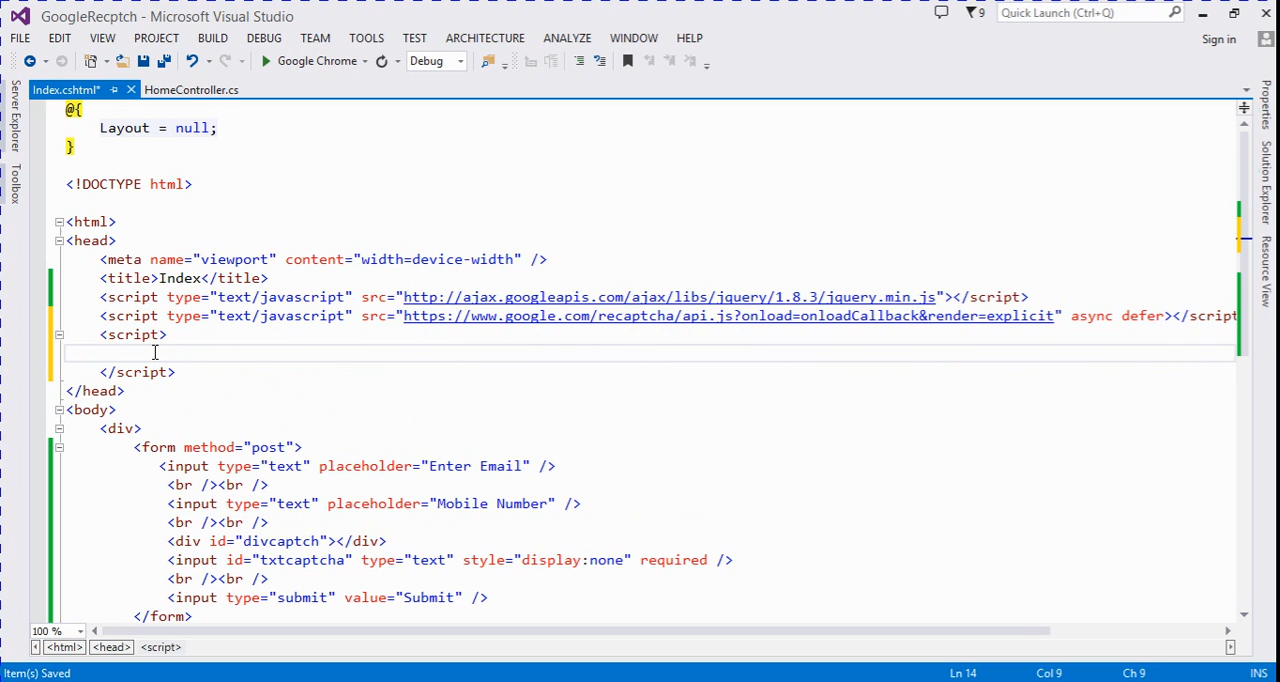 GoogleRecptch - Microsoft Visual Studio
9
Quick Launch (Ctrl+Q)
FILE EDIT VIEW PROJECT BUILD DEBUG TEAM TOOLS TEST ARCHITECTURE ANALYZE WINDOW HELP
Sign in
Google Chrome
Debug
Index.cshtml*
HomeController.cs
Server Explorer
Toolbox
Properties
Solution Explorer
Resource View
@{
Layout = null;
}
<!DOCTYPE html>
<html>
<head>
<meta name="viewport" content="width=device-width" />
<title>Index</title>
<script type="text/javascript" src="http://ajax.googleapis.com/ajax/libs/jquery/1.8.3/jquery.min.js"></script>
<script type="text/javascript" src="https://www.google.com/recaptcha/api.js?onload=onloadCallback&render=explicit" async defer></script
<script>
</script>
</head>
<body>
<div>
<form method="post">
<input type="text" placeholder="Enter Email" />
<br /><br />
<input type="text" placeholder="Mobile Number" />
<br /><br />
<div id="divcaptch"></div>
<input id="txtcaptcha" type="text" style="display:none" required />
<br /><br />
<input type="submit" value="Submit" />
</form>
100 %
<html> <head> <script>
Item(s) Saved
Ln 14
Col 9
Ch 9
INS